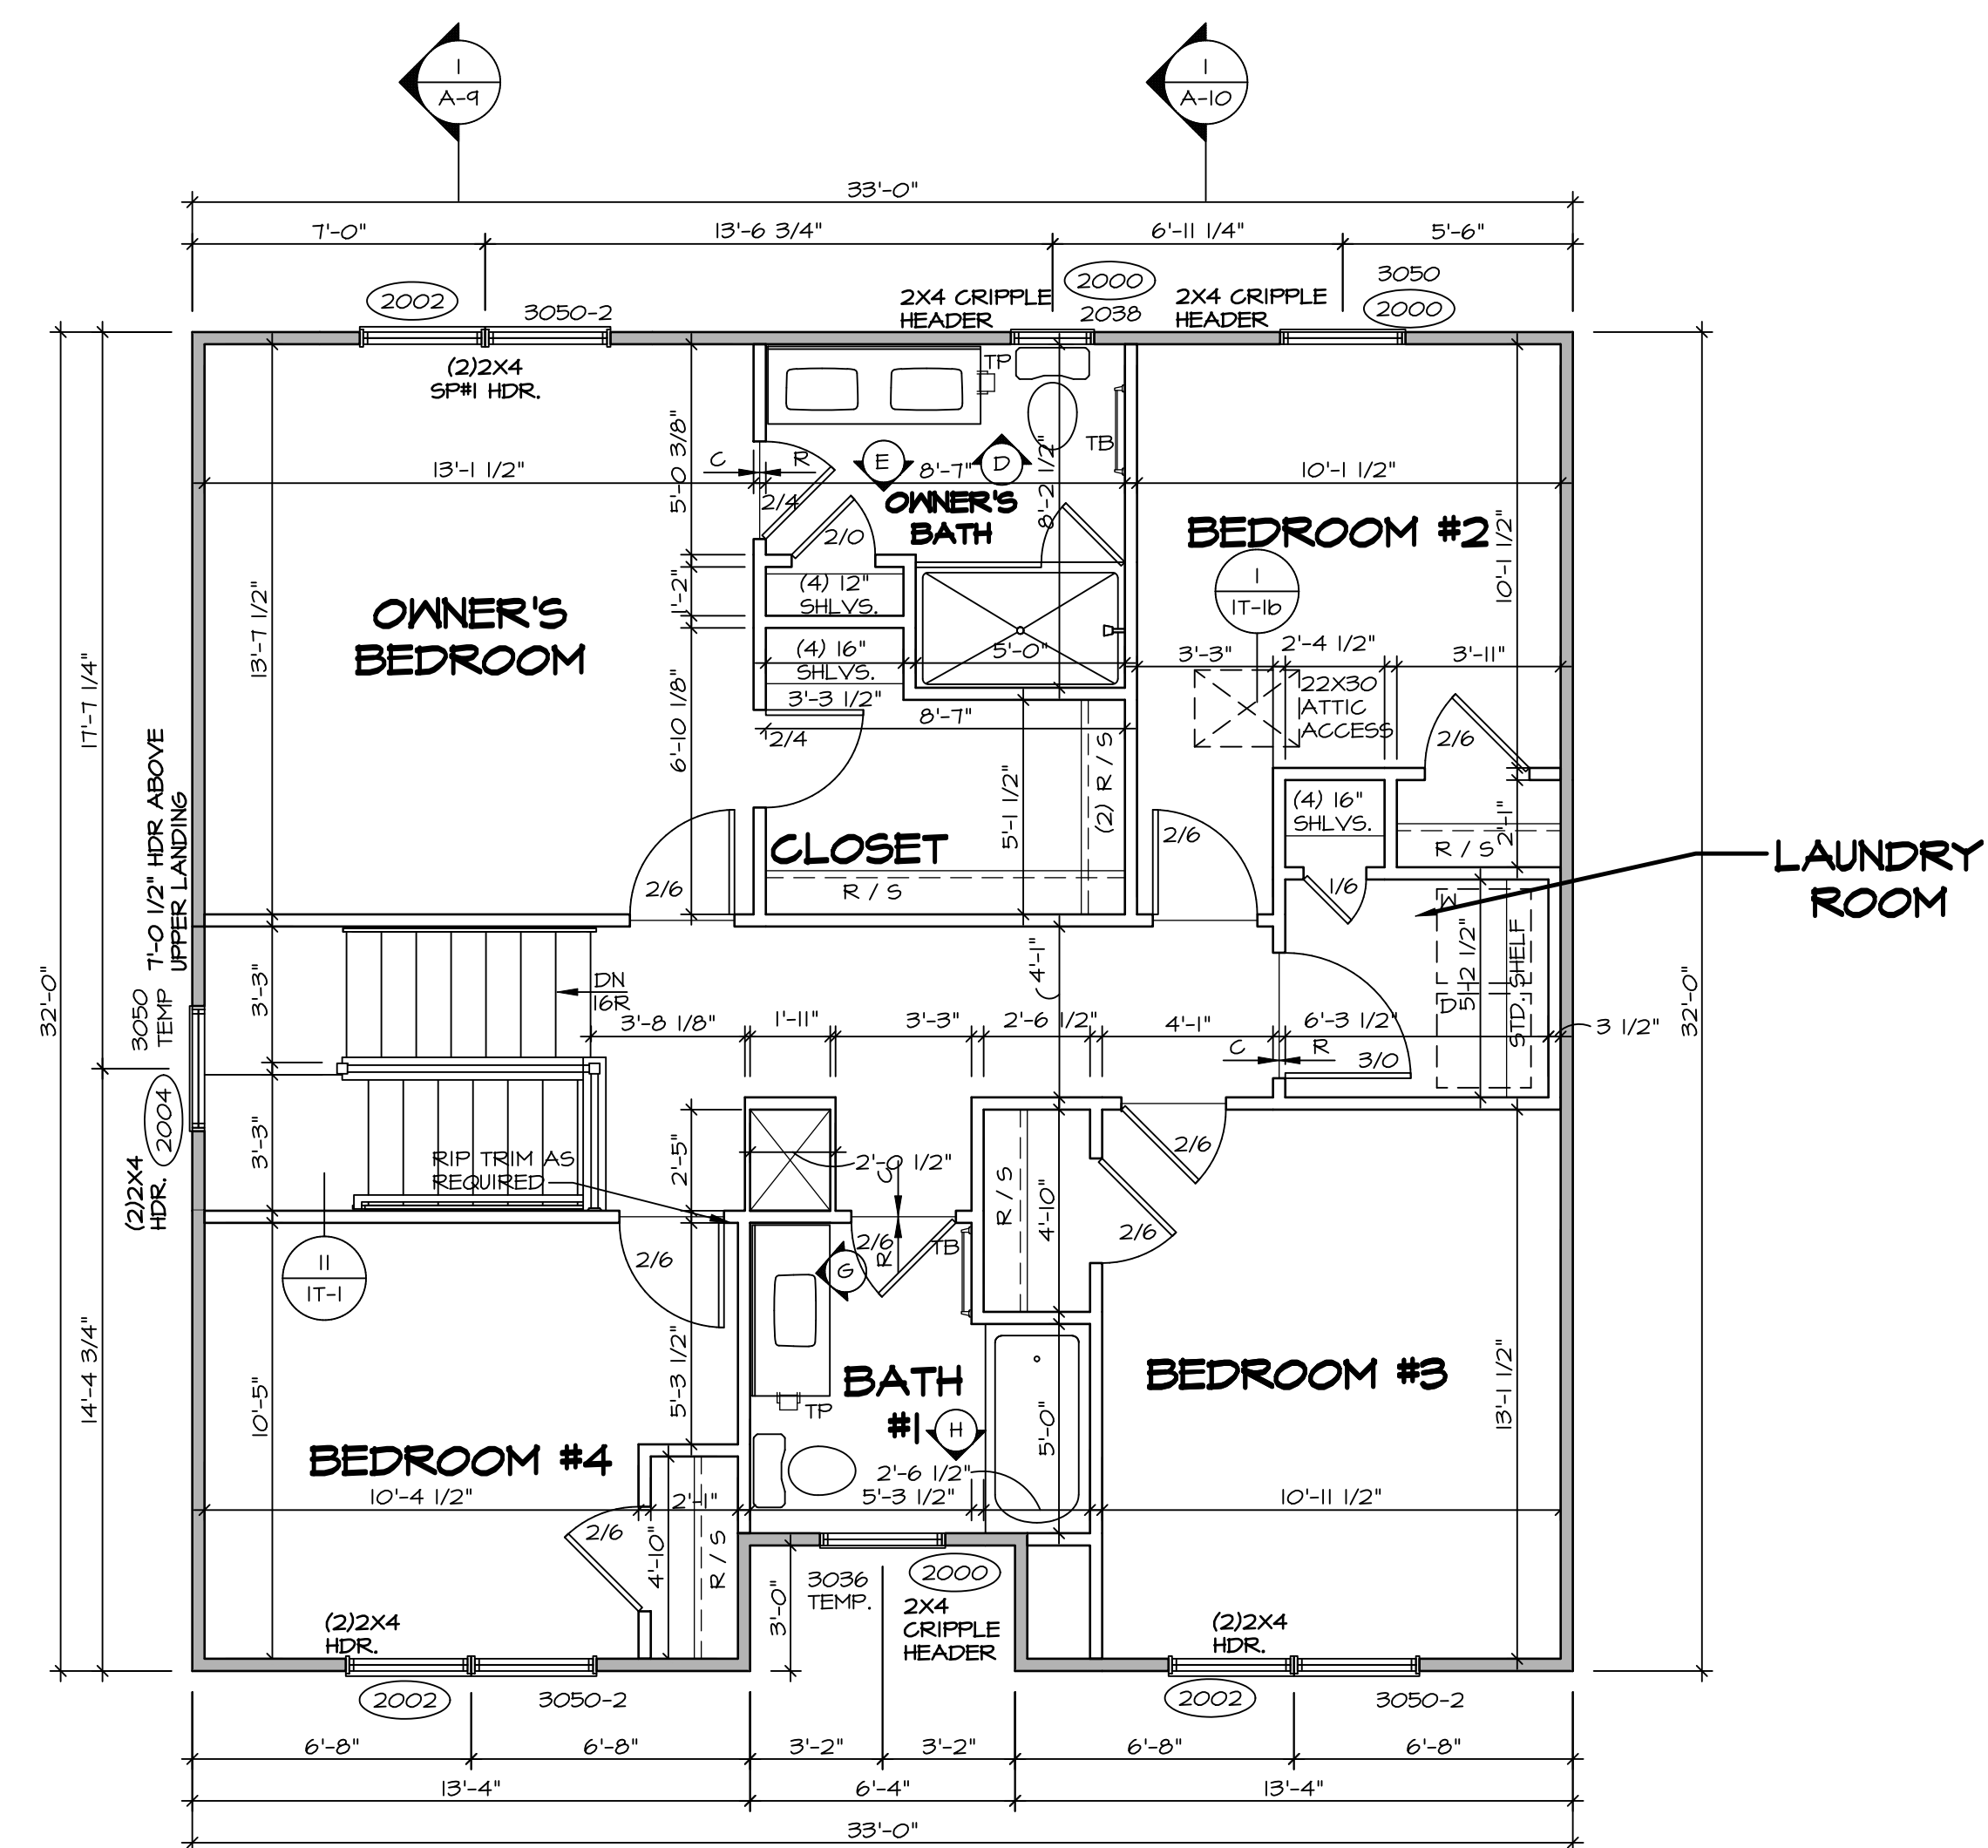 1
A-9
1
A-10
33'-0"
7'-0"
13'-6 3/4"
6'-11 1/4"
5'-6"
2002
3050-2
2X4 CRIPPLE
HEADER
2000
2038
2X4 CRIPPLE
HEADER
3050
2000
(2)2X4
SP#1 HDR.
TP
TB
13'-1 1/2"
5'-0 3/8"
C
R
2/4
E
8'-7"
D
8'-2 1/2"
10'-1 1/2"
OWNER'S
BATH
2/0
BEDROOM #2
10'-1 1/2"
1
IT-1b
(4) 12"
SHLVS.
1'-2"
13'-7 1/2"
OWNER'S
BEDROOM
(4) 16"
SHLVS.
5'-0"
3'-3"
2'-4 1/2"
3'-11"
22X30
ATTIC
ACCESS
3'-3 1/2"
8'-7"
2/4
6'-10 1/8"
2/6
17'-7 1/4"
7'-0 1/2" HDR ABOVE
UPPER LANDING
5'-1 1/2"
(2) R / S
(4) 16"
SHLVS.
2'-1"
R / S
CLOSET
R / S
2/6
2/6
1/6
LAUNDRY
ROOM
W
D
5'-2 1/2"
STD. SHELF
32'-0"
3050
TEMP
3'-3"
DN
16R
4'-1"
3'-8 1/8"
1'-11"
3'-3"
2'-6 1/2"
4'-1"
6'-3 1/2"
3 1/2"
32'-0"
C
R
3/0
2004
(2)2X4
HDR.
3'-3"
RIP TRIM AS
REQUIRED
2'-5"
2'-0 1/2"
C
R
2/6
TB
R / S
4'-10"
2/6
2/6
11
IT-1
2/6
G
14'-4 3/4"
10'-5"
5'-3 1/2"
BATH
#1
TP
H
5'-0"
BEDROOM #3
13'-1 1/2"
BEDROOM #4
10'-4 1/2"
2'-1"
2'-6 1/2"
5'-3 1/2"
10'-11 1/2"
2/6
4'-10"
R / S
3'-0"
3036
TEMP.
2000
2X4
CRIPPLE
HEADER
(2)2X4
HDR.
(2)2X4
HDR.
2002
3050-2
2002
3050-2
6'-8"
6'-8"
3'-2"
3'-2"
6'-8"
6'-8"
13'-4"
6'-4"
13'-4"
33'-0"